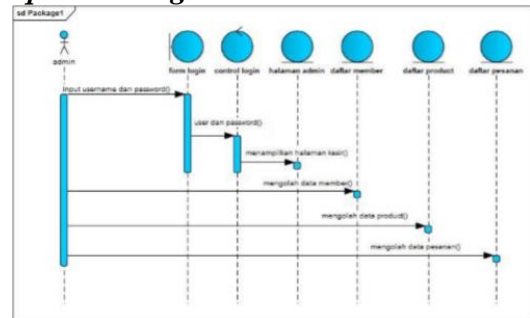 sd Package1
admin
form login
control login
halaman admin
daftar member
daftar product
daftar pesanan
Input username dan password()
user dan password()
menampilkan halaman kasir()
mengolah data member()
mengolah data product()
mengolah data pesanan()